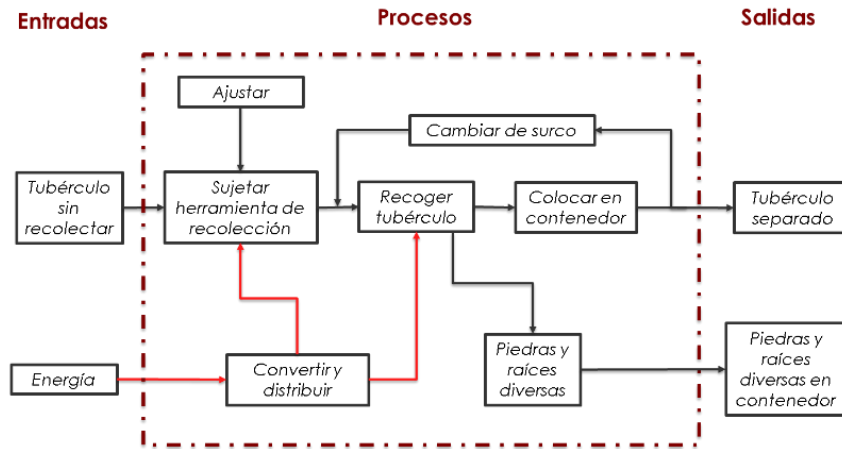 Entradas
Procesos
Salidas
Ajustar
Cambiar de surco
Tubérculo
sin
recolectar
Sujetar
herramienta de
recolección
Recoger
tubérculo
Colocar en
contenedor
Tubérculo
separado
Energía
Convertir y
distribuir
Piedras y
raíces
diversas
Piedras y
raíces
diversas en
contenedor